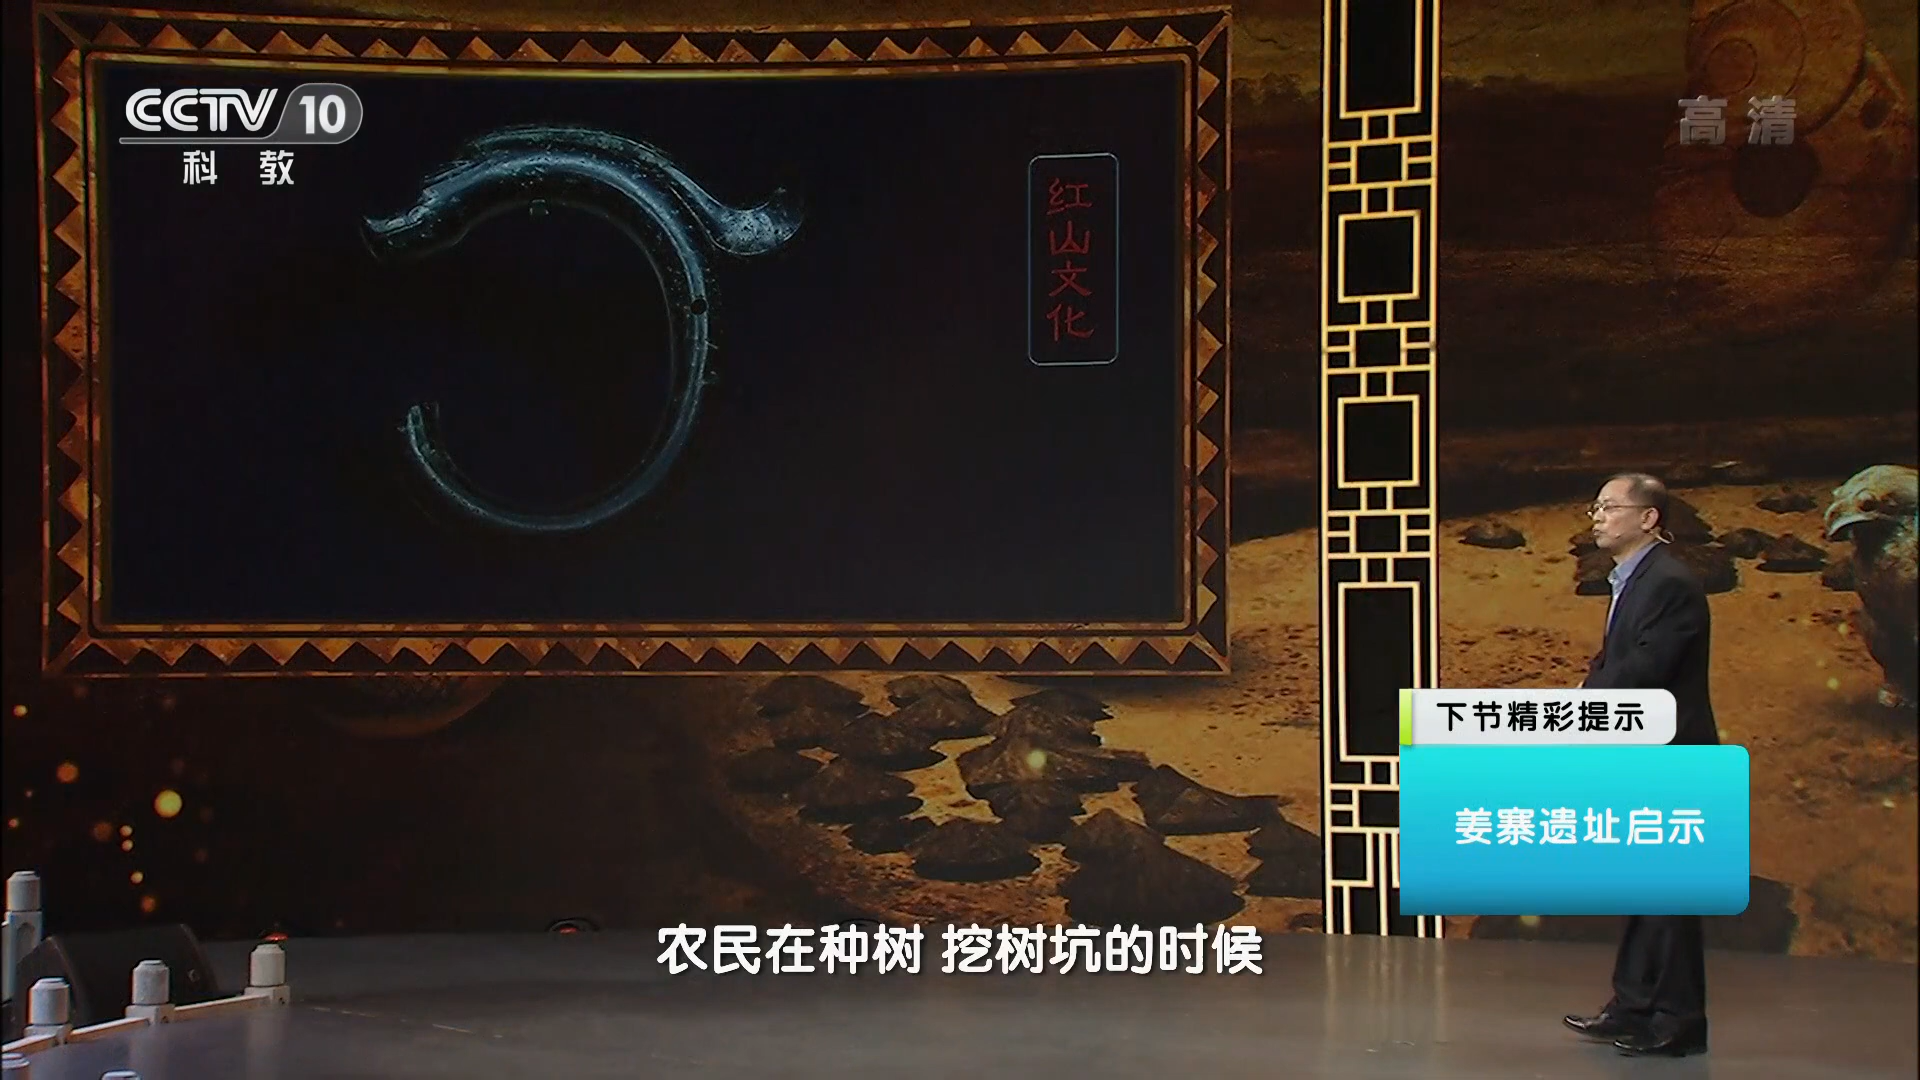 CCTV 10
科 教
高清
红山文化
下节精彩提示
姜寨遗址启示
农民在种树 挖树坑的时候